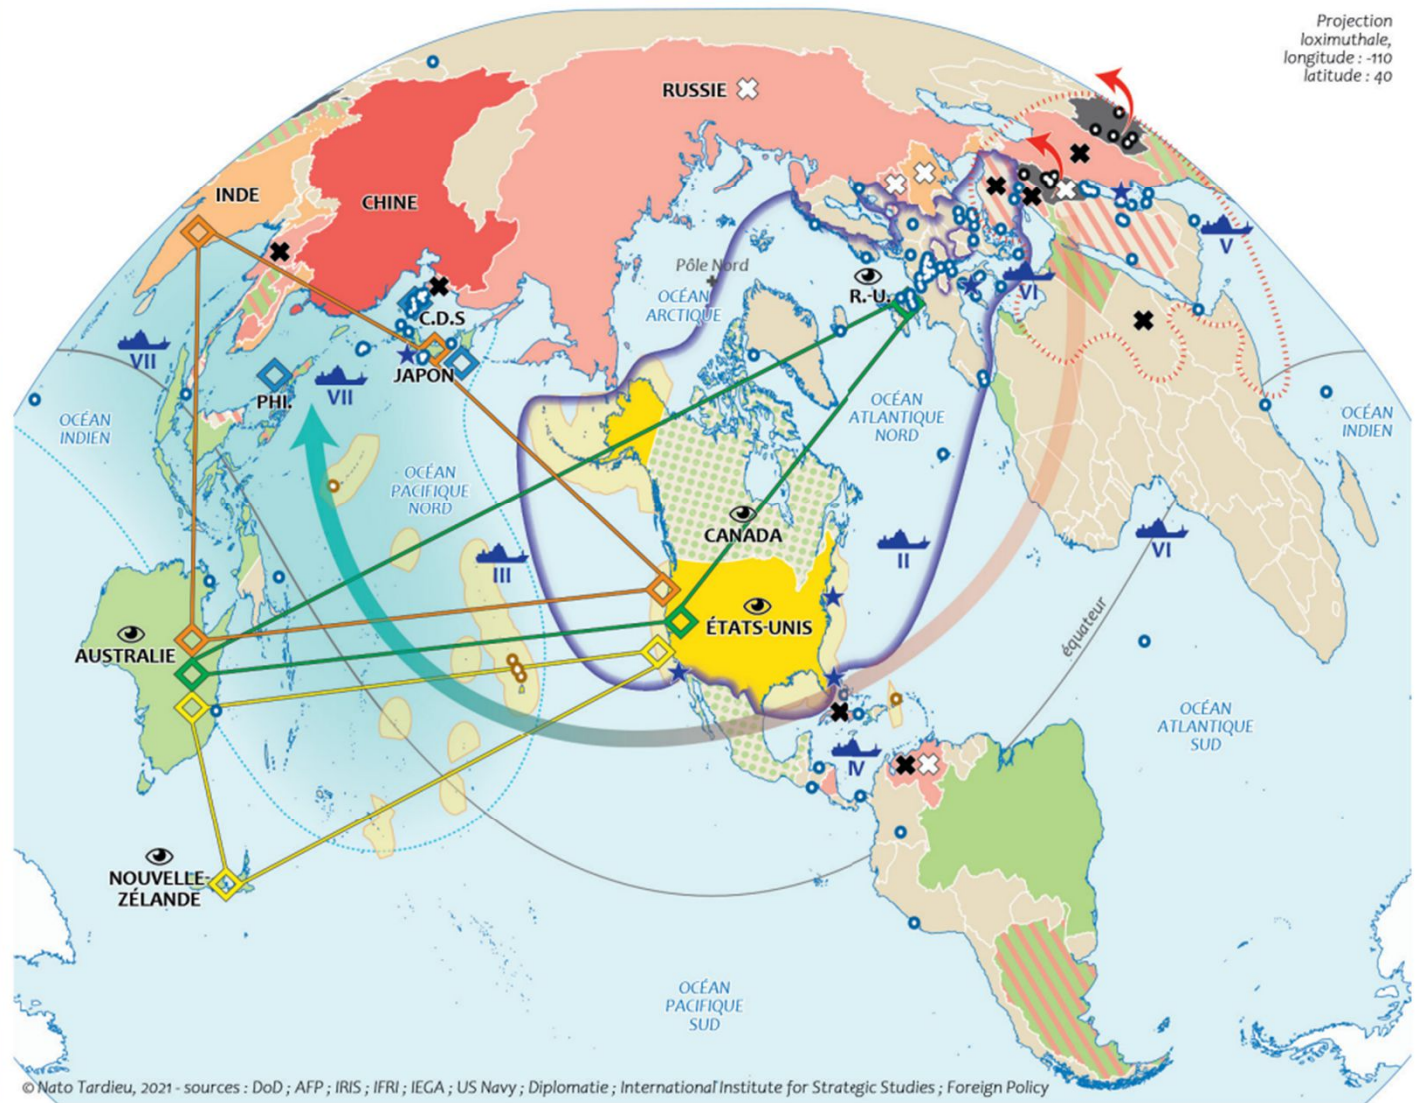 Projection
loximuthale,
longitude : -110
latitude : 40
RUSSIE
INDE
CHINE
Pôle Nord
OCÉAN
ARCTIQUE
R.-U.
V
VI
C.D.S
VII
JAPON
PHI.
VII
OCÉAN
INDIEN
OCÉAN
PACIFIQUE
NORD
OCÉAN
ATLANTIQUE
NORD
OCÉAN
INDIEN
CANADA
III
II
VI
ÉTATS-UNIS
AUSTRALIE
équateur
OCÉAN
ATLANTIQUE
SUD
IV
NOUVELLE-
ZÉLANDE
OCÉAN
PACIFIQUE
SUD
© Nato Tardieu, 2021 - sources : DoD ; AFP ; IRIS ; IFRI ; IEGA ; US Navy ; Diplomatie ; International Institute for Strategic Studies ; Foreign Policy